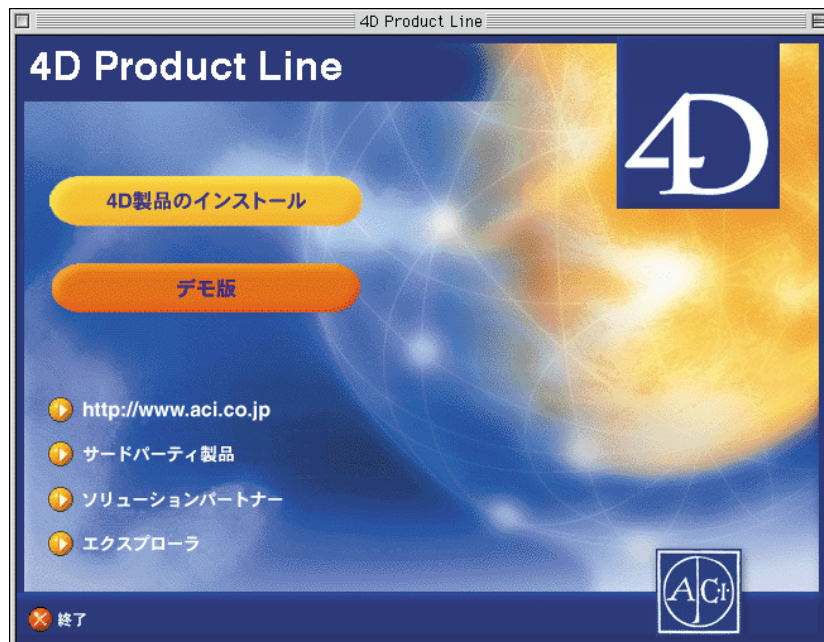 4D Product Line
4D Product Line
4D
4D製品のインストール
デモ版
http://www.aci.co.jp
サードパーティ製品
ソリューションパートナー
エクスプローラ
ACI
終了